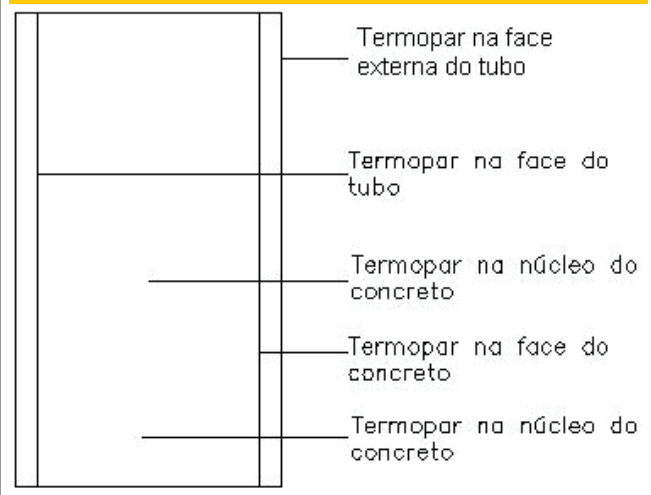 Termopar na face
externa do tubo
Termopar na face do
tubo
Termopar na núcleo do
concreto
Termopar na face do
concreto
Termopar na núcleo do
concreto